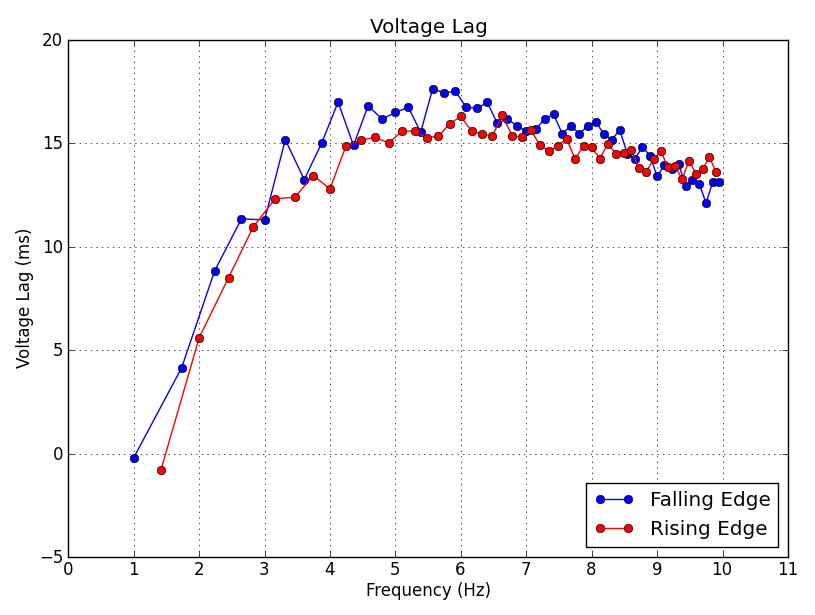 Voltage Lag
20
15
10
5
0
−5
Voltage Lag (ms)
Falling Edge
Rising Edge
0 1 2 3 4 5 6 7 8 9 10 11
Frequency (Hz)